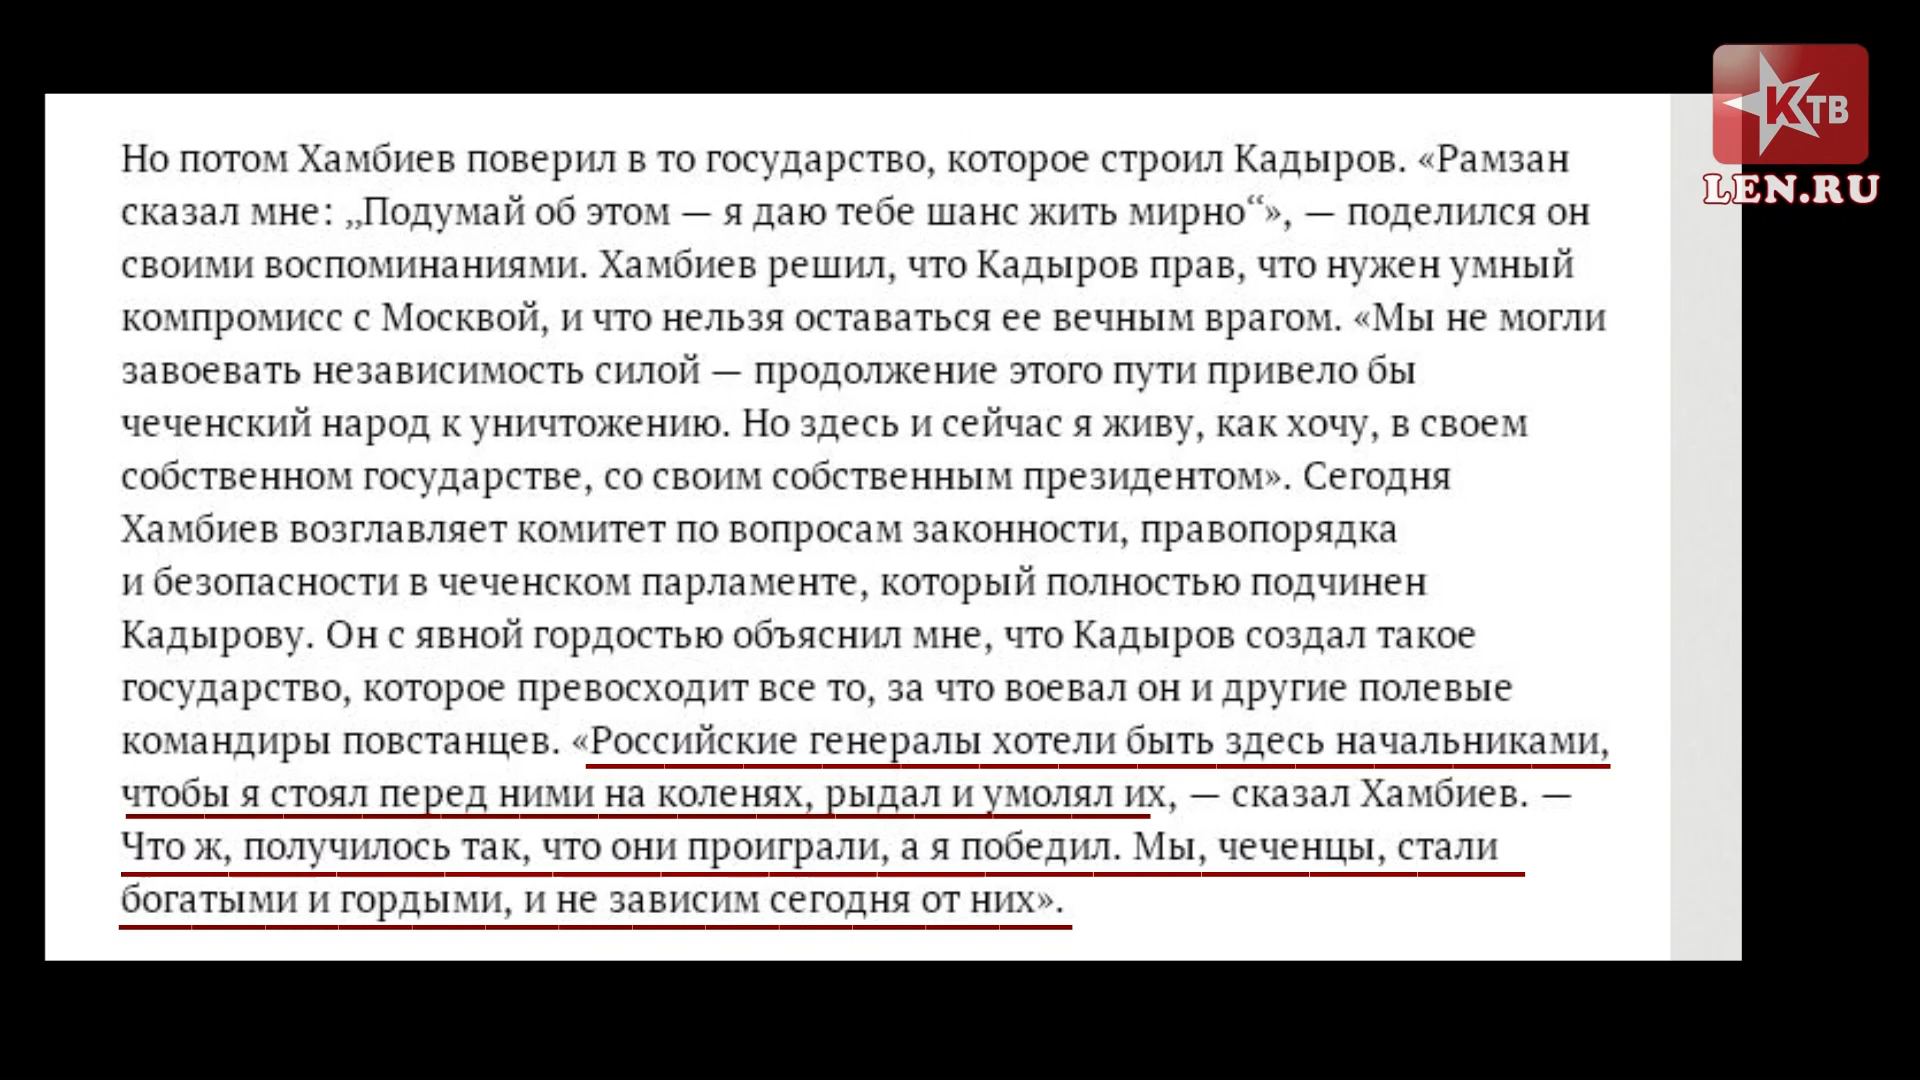 Но потом Хамбиев поверил в то государство, которое строил Кадыров. «Рамзан
сказал мне: „Подумай об этом — я даю тебе шанс жить мирно“», — поделился он
своими воспоминаниями. Хамбиев решил, что Кадыров прав, что нужен умный
компромисс с Москвой, и что нельзя оставаться ее вечным врагом. «Мы не могли
завоевать независимость силой — продолжение этого пути привело бы
чеченский народ к уничтожению. Но здесь и сейчас я живу, как хочу, в своем
собственном государстве, со своим собственным президентом». Сегодня
Хамбиев возглавляет комитет по вопросам законности, правопорядка
и безопасности в чеченском парламенте, который полностью подчинен
Кадырову. Он с явной гордостью объяснил мне, что Кадыров создал такое
государство, которое превосходит все то, за что воевал он и другие полевые
командиры повстанцев. «Российские генералы хотели быть здесь начальниками,
чтобы я стоял перед ними на коленях, рыдал и умолял их, — сказал Хамбиев. —
Что ж, получилось так, что они проиграли, а я победил. Мы, чеченцы, стали
богатыми и гордыми, и не зависим сегодня от них».
КТВ
LEN.RU